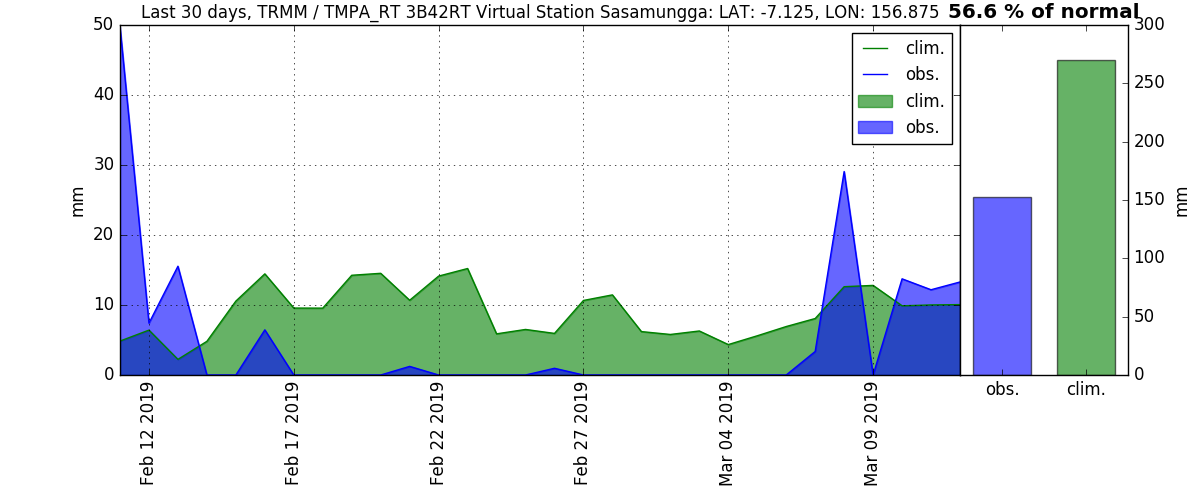 Last 30 days, TRMM / TMPA_RT 3B42RT Virtual Station Sasamungga: LAT: -7.125, LON: 156.875
56.6 % of normal
mm
50
40
30
20
10
0
clim.
obs.
clim.
obs.
Feb 12 2019
Feb 17 2019
Feb 22 2019
Feb 27 2019
Mar 04 2019
Mar 09 2019
300
250
200
150
100
50
0
mm
obs.
clim.